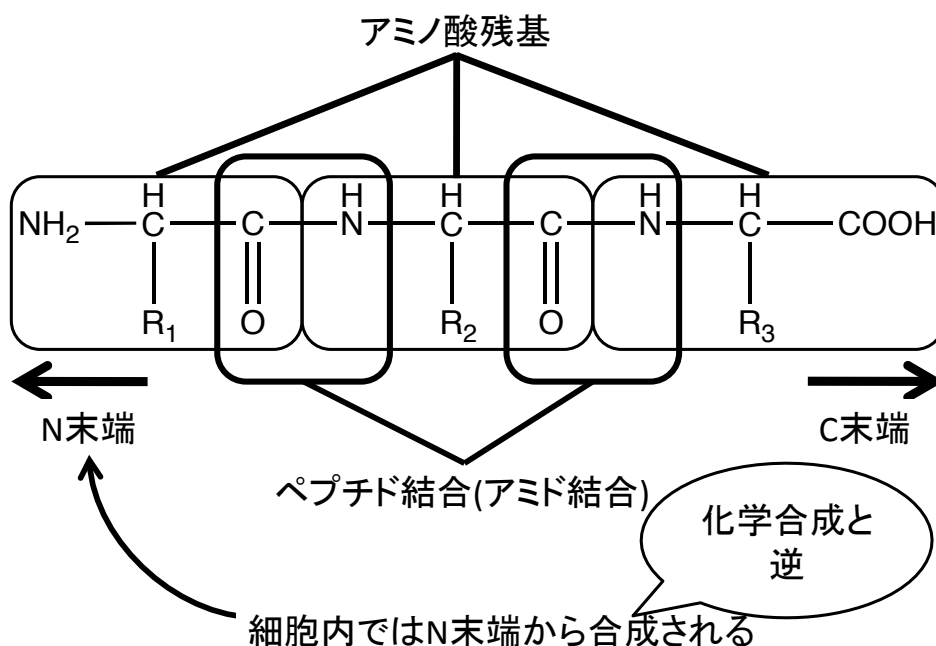 アミノ酸残基
H H H H H
NH₂ C C N C C N C COOH
R₁ O R₂ O R₃
N末端 C末端
ペプチド結合(アミド結合)
化学合成と
逆
細胞内ではN末端から合成される